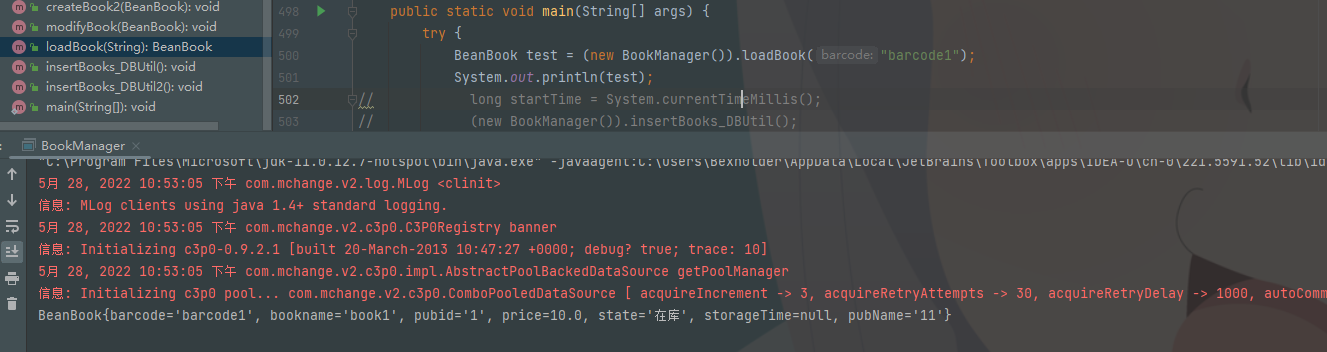 createBook2(BeanBook): void
modifyBook(BeanBook): void
loadBook(String): BeanBook
insertBooks_DBUtil(): void
insertBooks_DBUtil2(): void
main(String[]): void
498 public static void main(String[] args) {
499 try {
500 BeanBook test = (new BookManager()).loadBook( barcode: "barcode1");
501 System.out.println(test);
502 // long startTime = System.currentTimeMillis();
503 // (new BookManager()).insertBooks_DBUtil();
: BookManager ×
"C:\Program Files\Microsoft\jdk-11.0.12.7-hotspot\bin\java.exe" -javaagent:C:\Users\Bexholder\AppData\Local\JetBrains\Toolbox\apps\IDEA-U\ch-0\221.5591.52\lib\id
5月 28, 2022 10:53:05 下午 com.mchange.v2.log.MLog <clinit>
信息: MLog clients using java 1.4+ standard logging.
5月 28, 2022 10:53:05 下午 com.mchange.v2.c3p0.C3P0Registry banner
信息: Initializing c3p0-0.9.2.1 [built 20-March-2013 10:47:27 +0000; debug? true; trace: 10]
5月 28, 2022 10:53:05 下午 com.mchange.v2.c3p0.impl.AbstractPoolBackedDataSource getPoolManager
信息: Initializing c3p0 pool... com.mchange.v2.c3p0.ComboPooledDataSource [ acquireIncrement -> 3, acquireRetryAttempts -> 30, acquireRetryDelay -> 1000, autoComm
BeanBook{barcode='barcode1', bookname='book1', pubid='1', price=10.0, state='在库', storageTime=null, pubName='11'}